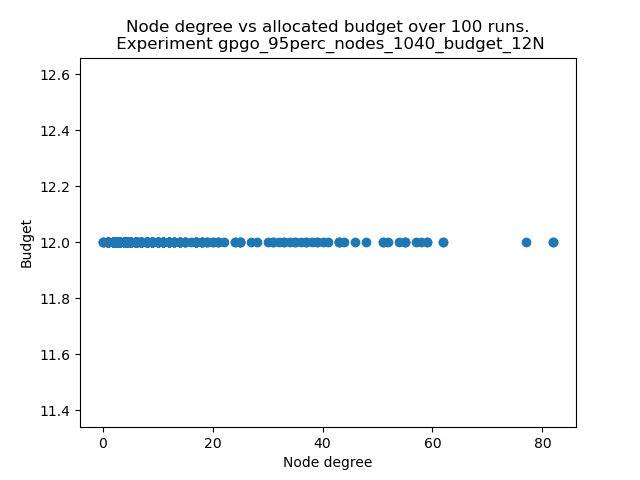 Node degree vs allocated budget over 100 runs.
Experiment gpgo_95perc_nodes_1040_budget_12N
12.6
12.4
12.2
12.0
11.8
11.6
11.4
Budget
0 20 40 60 80
Node degree